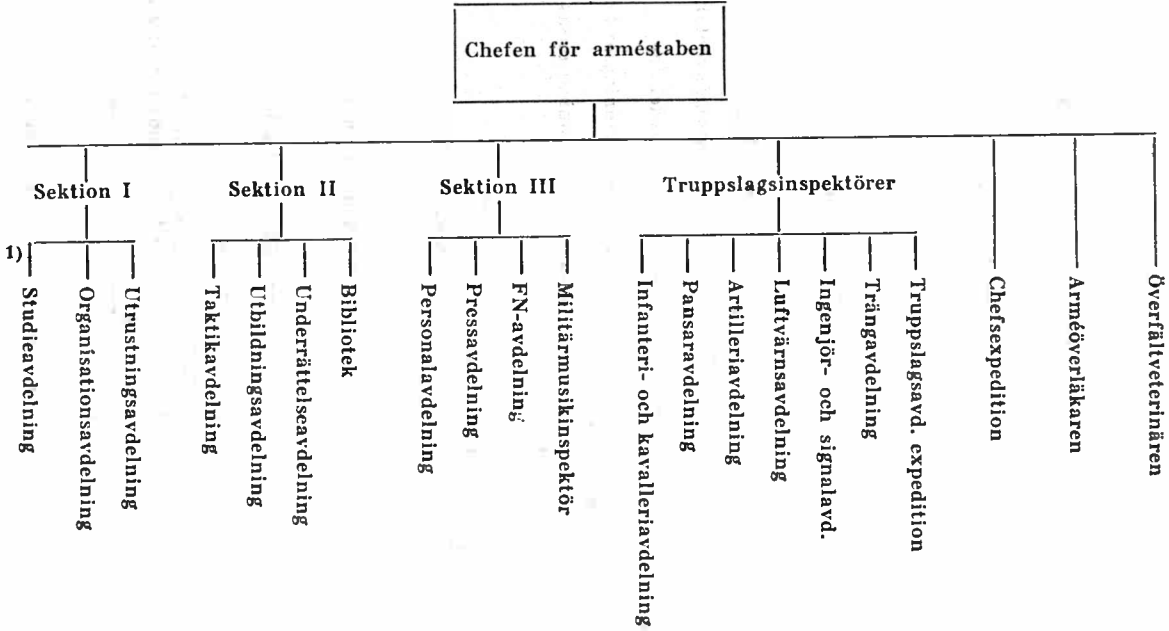 Chefen för arméstaben
Sektion I
Sektion II
Sektion III
Truppslagsinspektörer
1)
Studieavdelning
Organisationsavdelning
Utrustningsavdelning
Taktikavdelning
Utbildningsavdelning
Underrättelseavdelning
Bibliotek
Personalavdelning
Pressavdelning
FN-avdelning
Militärmusikinspektör
Infanteri- och kavalleriavdelning
Pansaravdelning
Artilleriavdelning
Luftvärnsavdelning
Ingenjör- och signalavd.
Trängavdelning
Truppslagsavd. expedition
Chefsexpedition
Arméöverläkaren
Överfältveterinären